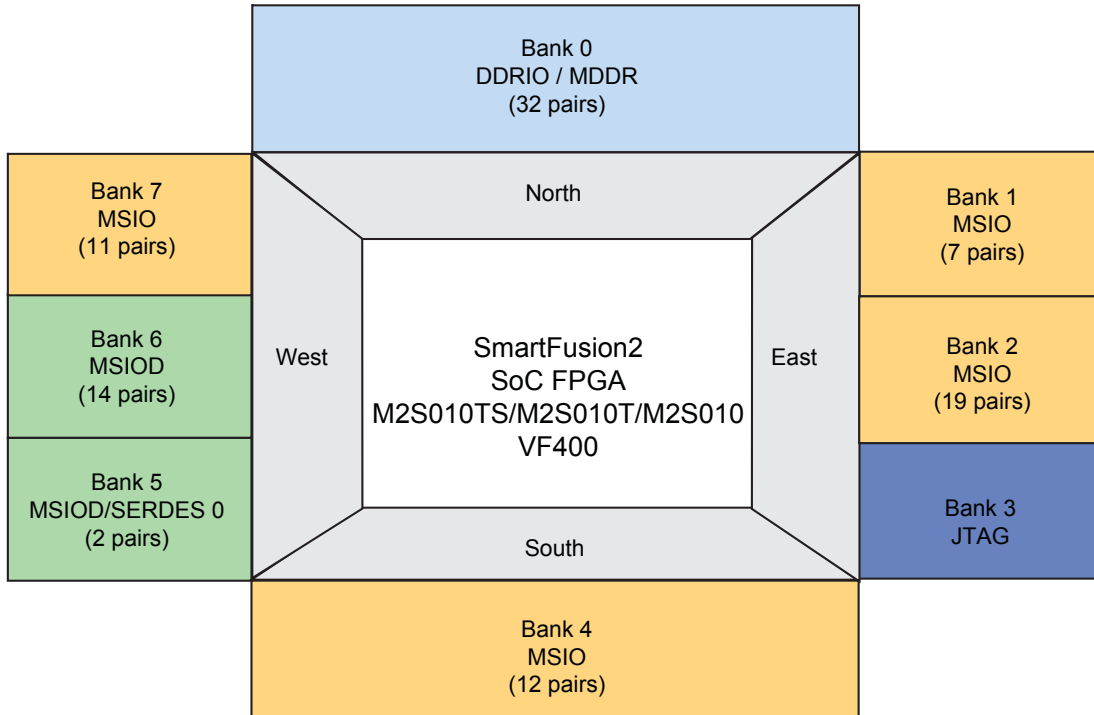 Bank 0
DDRIO / MDDR
(32 pairs)
Bank 7
MSIO
(11 pairs)
North
Bank 1
MSIO
(7 pairs)
Bank 6
MSIOD
(14 pairs)
West
SmartFusion2
SoC FPGA
M2S010TS/M2S010T/M2S010
VF400
East
Bank 2
MSIO
(19 pairs)
Bank 5
MSIOD/SERDES 0
(2 pairs)
South
Bank 3
JTAG
Bank 4
MSIO
(12 pairs)